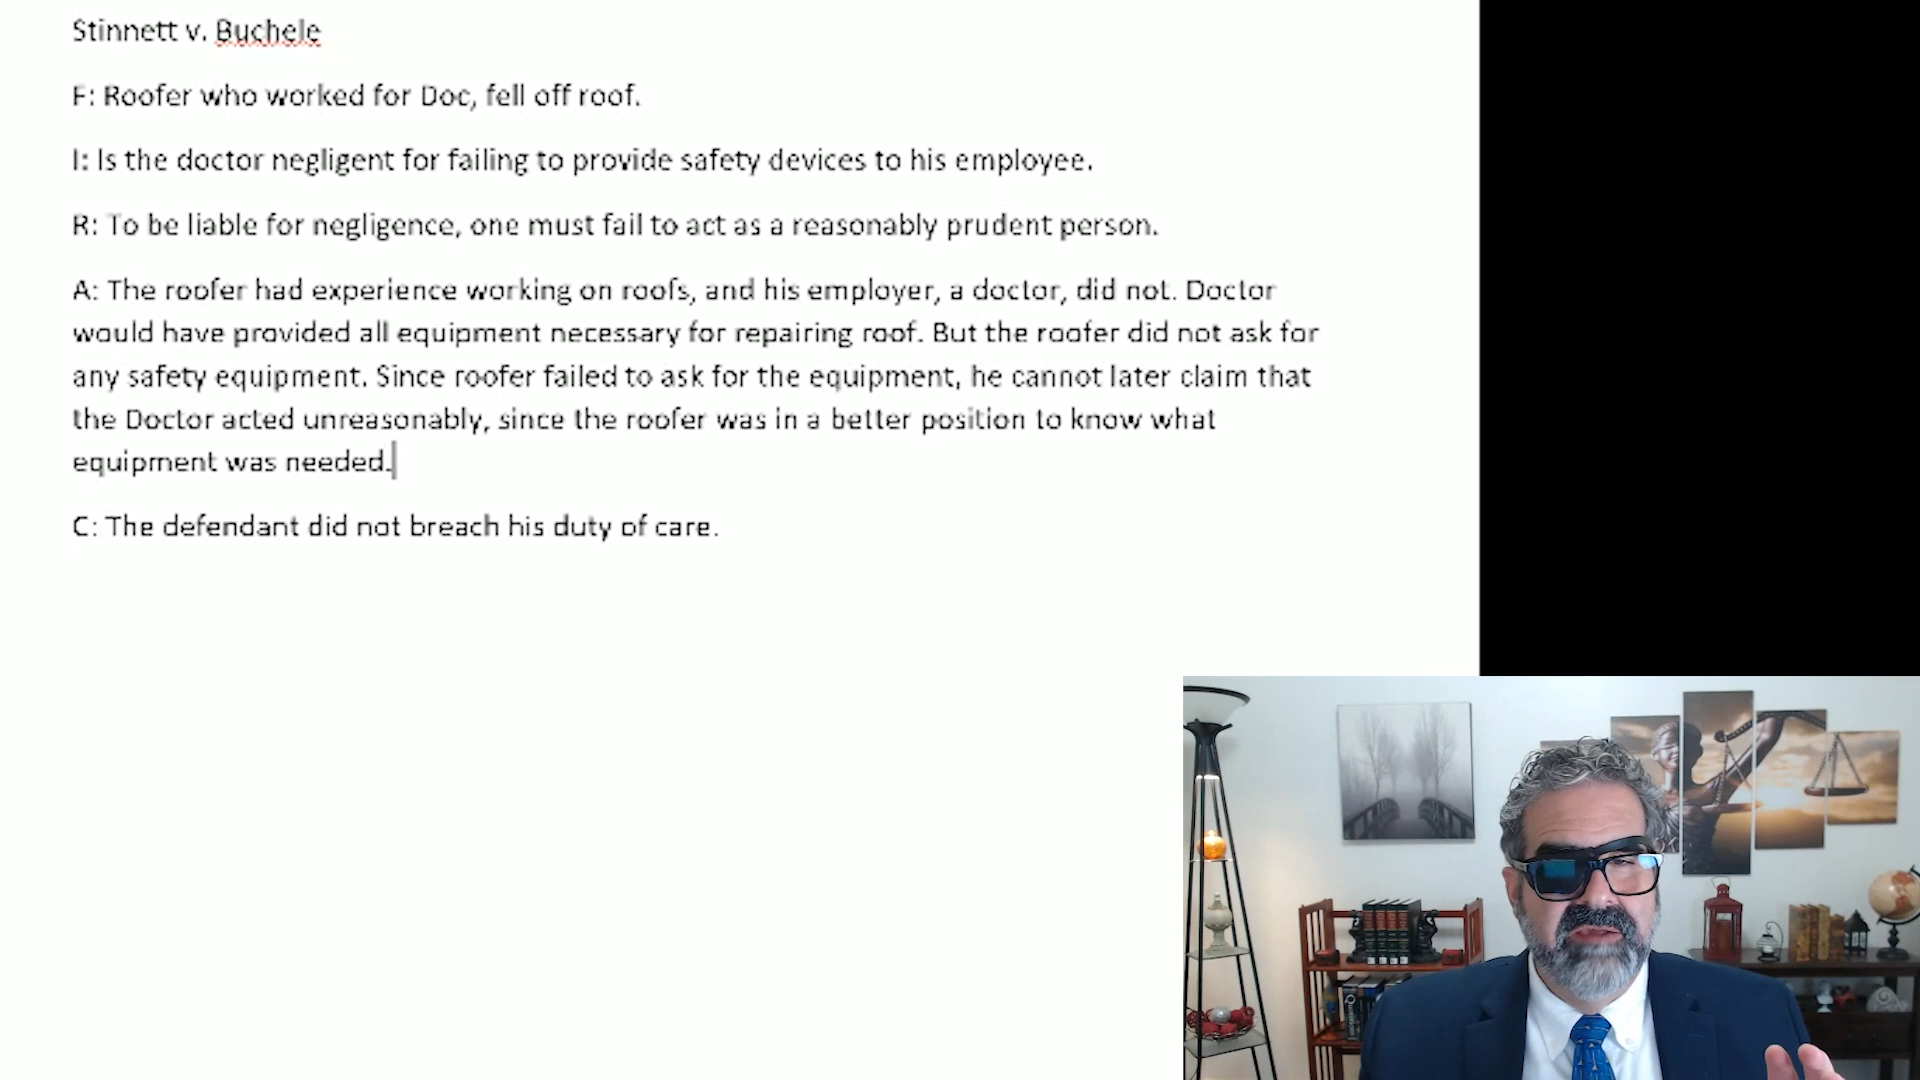 Stinnett v. Buchele
F: Roofer who worked for Doc, fell off roof.
I: Is the doctor negligent for failing to provide safety devices to his employee.
R: To be liable for negligence, one must fail to act as a reasonably prudent person.
A: The roofer had experience working on roofs, and his employer, a doctor, did not. Doctor
would have provided all equipment necessary for repairing roof. But the roofer did not ask for
any safety equipment. Since roofer failed to ask for the equipment, he cannot later claim that
the Doctor acted unreasonably, since the roofer was in a better position to know what
equipment was needed.
C: The defendant did not breach his duty of care.